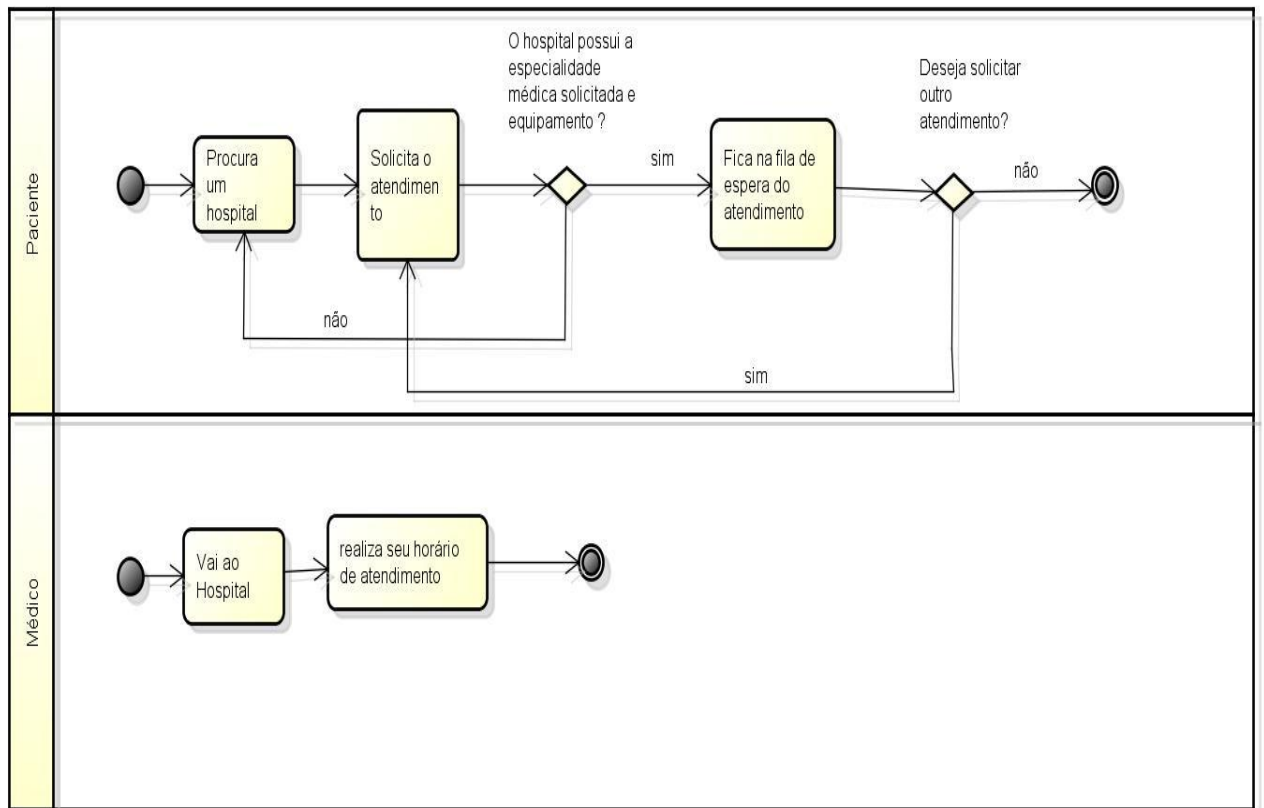 Paciente
Procura
um
hospital
Solicita o
atendimen
to
O hospital possui a
especialidade
médica solicitada e
equipamento ?
sim
não
Fica na fila de
espera do
atendimento
Deseja solicitar
outro
atendimento?
não
sim
Médico
Vai ao
Hospital
realiza seu horário
de atendimento